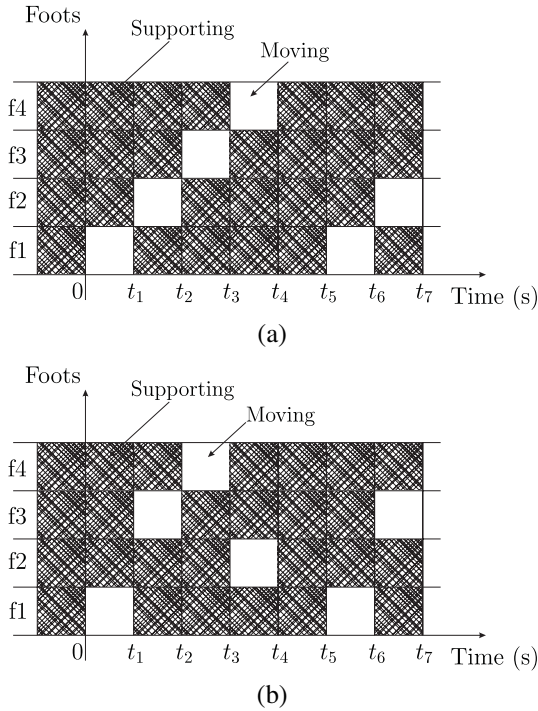 Foots
Supporting
Moving
f4
f3
f2
f1
0 t1 t2 t3 t4 t5 t6 t7 Time (s)
(a)
Foots
Supporting
Moving
f4
f3
f2
f1
0 t1 t2 t3 t4 t5 t6 t7 Time (s)
(b)